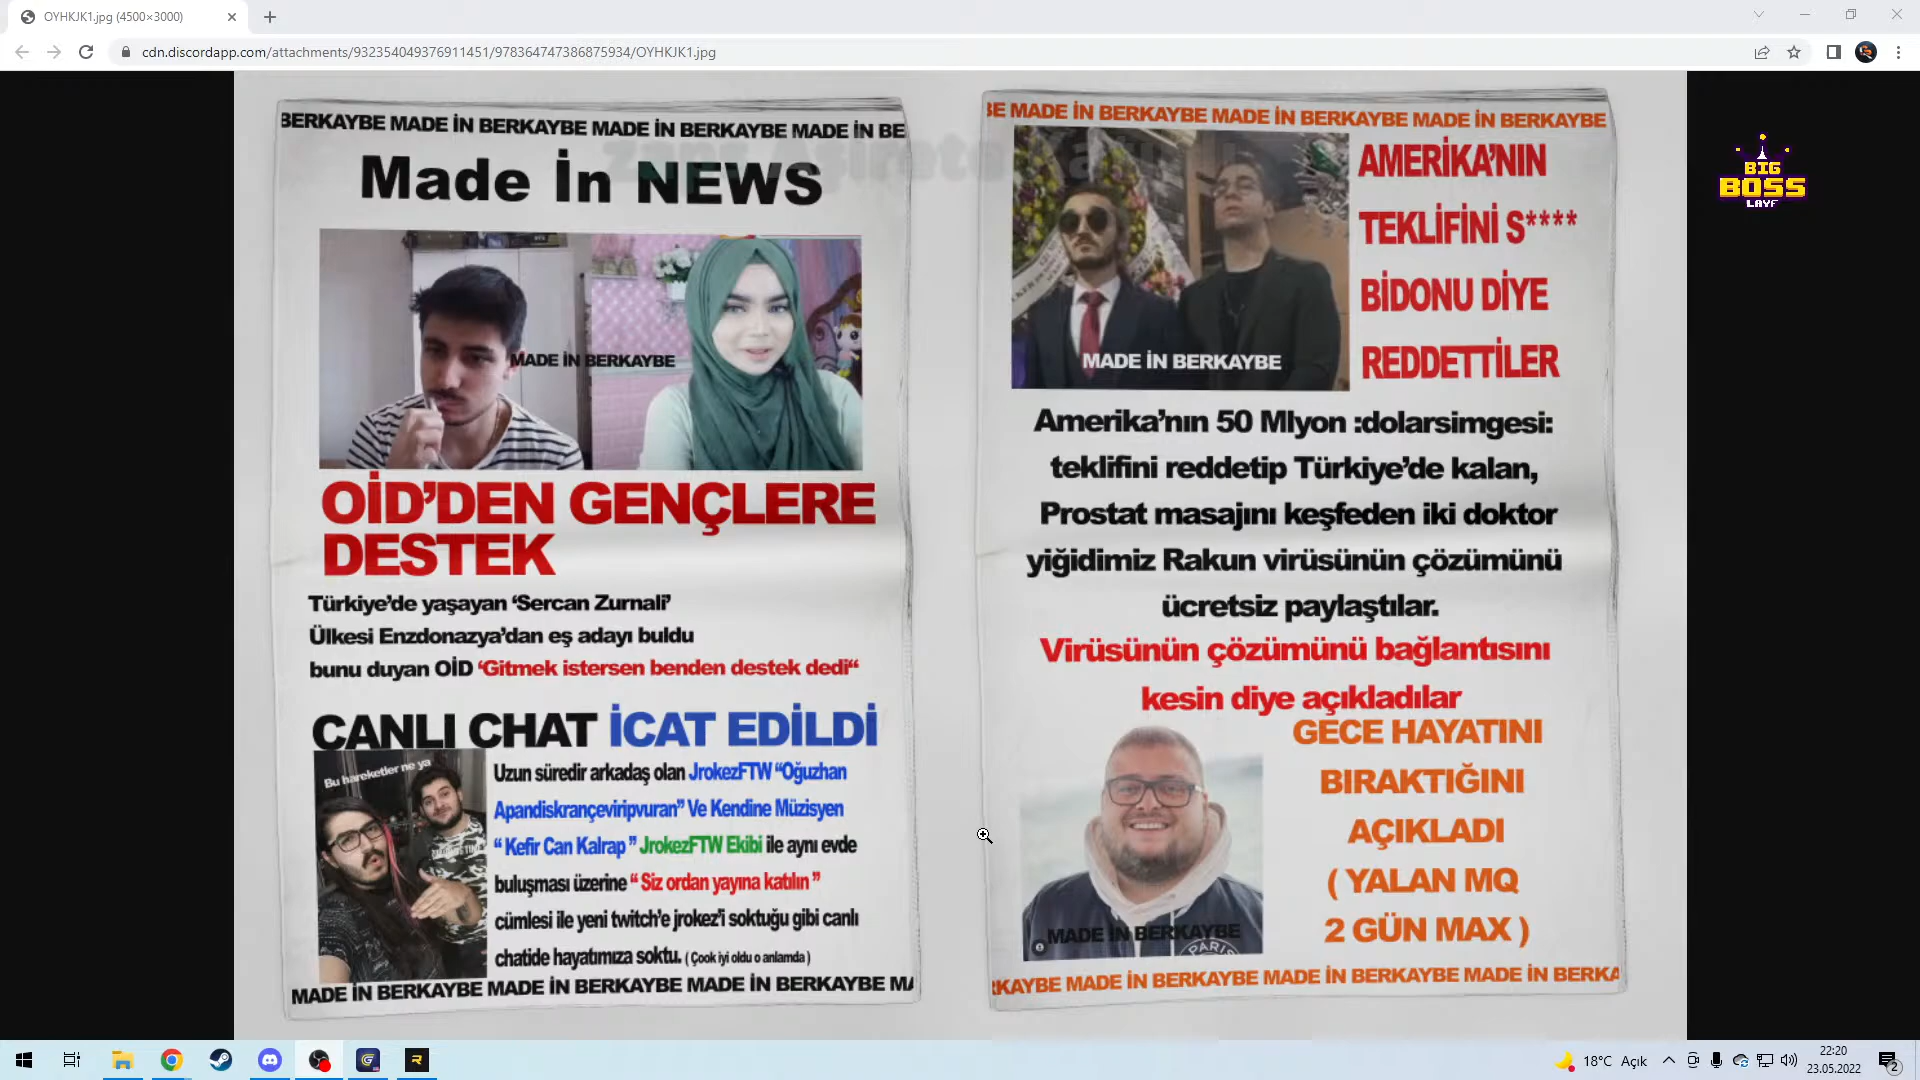 OYHKJK1.jpg (4500×3000)
cdn.discordapp.com/attachments/932354049376911451/978364747386875934/OYHKJK1.jpg
BERKAYBE MADE İN BERKAYBE MADE İN BERKAYBE MADE İN BE
Made İn NEWS
MADE İN BERKAYBE
OİD'DEN GENÇLERE
DESTEK
Türkiye'de yaşayan 'Sercan Zurnali'
Ülkesi Enzdonazya'dan eş adayı buldu
bunu duyan OİD "Gitmek istersen benden destek dedi"
CANLI CHAT İCAT EDİLDİ
Bu hareketler ne ya
Uzun süredir arkadaş olan JrokezFTW "Oğuzhan
Apandiskrançeviripvuran" Ve Kendine Müzisyen
" Kefir Can Kalrap " JrokezFTW Ekibi ile aynı evde
buluşması üzerine " Siz ordan yayına katılın "
cümlesi ile yeni twitch'e jrokez'i soktuğu gibi canlı
chatide hayatımıza soktu. ( Çook iyi oldu o anlamda )
MADE İN BERKAYBE MADE İN BERKAYBE MADE İN BERKAYBE MA
BE MADE İN BERKAYBE MADE İN BERKAYBE MADE İN BERKAYBE
AMERİKA'NIN
TEKLİFİNİ S****
BİDONU DİYE
REDDETTİLER
MADE İN BERKAYBE
Amerika'nın 50 Mlyon :dolarsimgesi:
teklifini reddetip Türkiye'de kalan,
Prostat masajını keşfeden iki doktor
yiğidimiz Rakun virüsünün çözümünü
ücretsiz paylaştılar.
Virüsünün çözümünü bağlantısını
kesin diye açıkladılar
GECE HAYATINI
BIRAKTIĞINI
AÇIKLADI
( YALAN MQ
2 GÜN MAX )
MADE İN BERKAYBE
PARIS
RKAYBE MADE İN BERKAYBE MADE İN BERKAYBE MADE İN BERKA
BIG
BOSS
LAYF
18°C Açık
22:20
23.05.2022
2